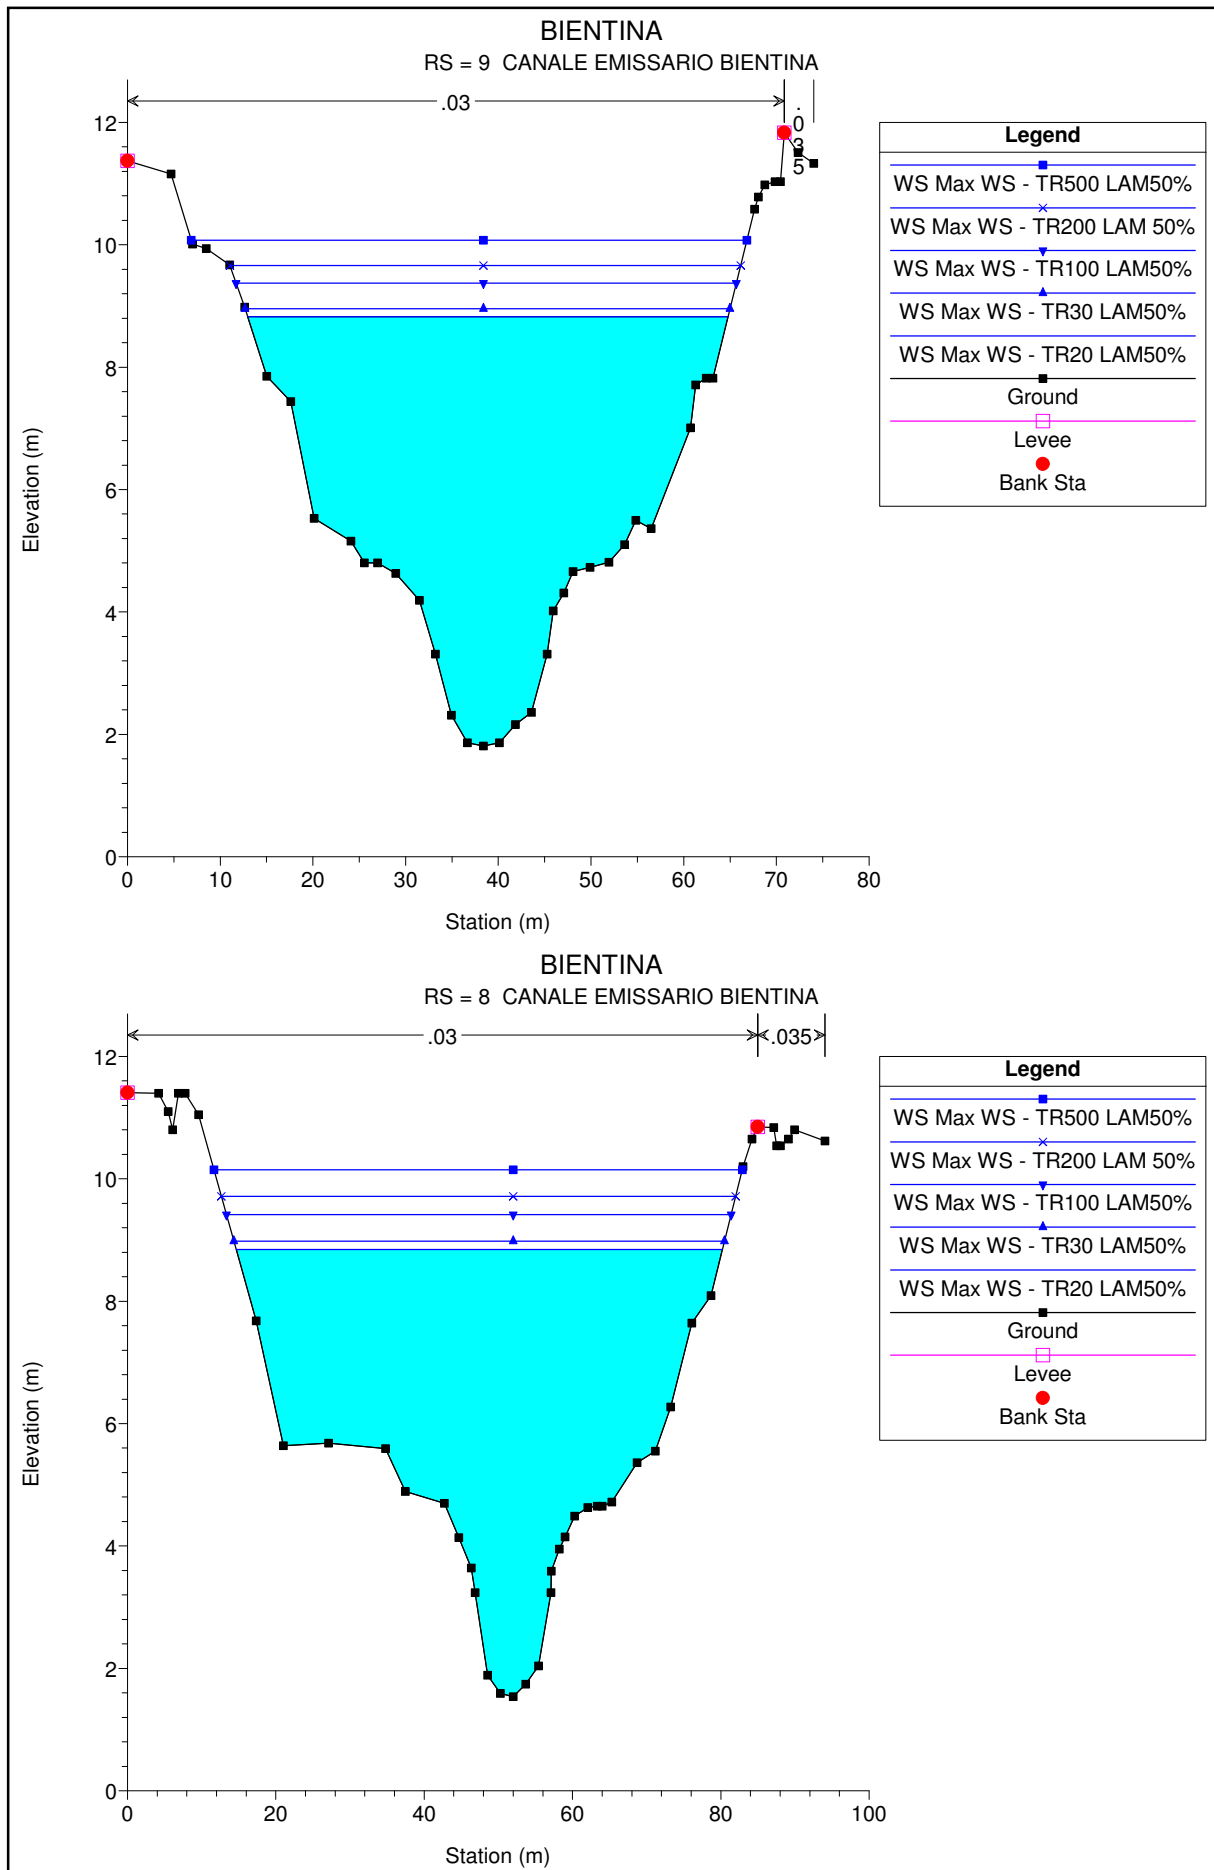 BIENTINA
RS = 9  CANALE EMISSARIO BIENTINA
.03
.035
12
10
8
6
4
2
0
Elevation (m)
0 10 20 30 40 50 60 70 80
Station (m)
Legend
WS Max WS - TR500 LAM50%
WS Max WS - TR200 LAM 50%
WS Max WS - TR100 LAM50%
WS Max WS - TR30 LAM50%
WS Max WS - TR20 LAM50%
Ground
Levee
Bank Sta
BIENTINA
RS = 8  CANALE EMISSARIO BIENTINA
.03
.035
12
10
8
6
4
2
0
Elevation (m)
0 20 40 60 80 100
Station (m)
Legend
WS Max WS - TR500 LAM50%
WS Max WS - TR200 LAM 50%
WS Max WS - TR100 LAM50%
WS Max WS - TR30 LAM50%
WS Max WS - TR20 LAM50%
Ground
Levee
Bank Sta